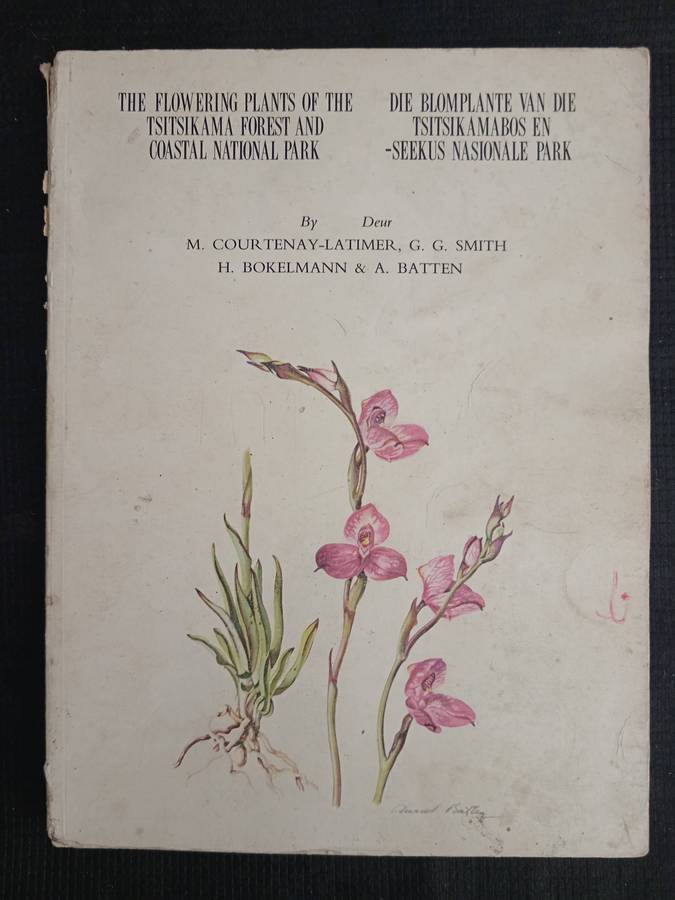 THE FLOWERING PLANTS OF THE
TSITSIKAMA FOREST AND
COASTAL NATIONAL PARK
DIE BLOMPLANTE VAN DIE
TSITSIKAMABOS EN
-SEEKUS NASIONALE PARK
By Deur
M. COURTENAY-LATIMER, G. G. SMITH
H. BOKELMANN & A. BATTEN
Batten